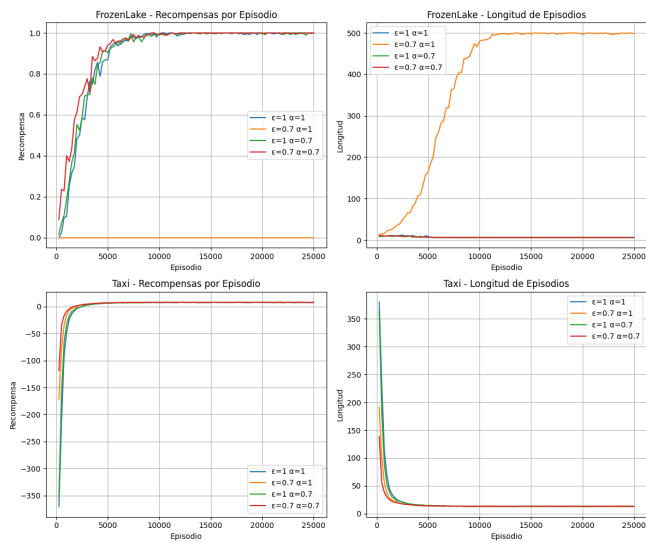 FrozenLake - Recompensas por Episodio
1.0
0.8
0.6
0.4
0.2
0.0
Recompensa
ε=1 α=1
ε=0.7 α=1
ε=1 α=0.7
ε=0.7 α=0.7
0 5000 10000 15000 20000 25000
Episodio
FrozenLake - Longitud de Episodios
500
400
300
200
100
0
Longitud
ε=1 α=1
ε=0.7 α=1
ε=1 α=0.7
ε=0.7 α=0.7
0 5000 10000 15000 20000 25000
Episodio
Taxi - Recompensas por Episodio
0
−50
−100
−150
−200
−250
−300
−350
Recompensa
ε=1 α=1
ε=0.7 α=1
ε=1 α=0.7
ε=0.7 α=0.7
0 5000 10000 15000 20000 25000
Episodio
Taxi - Longitud de Episodios
350
300
250
200
150
100
50
0
Longitud
ε=1 α=1
ε=0.7 α=1
ε=1 α=0.7
ε=0.7 α=0.7
0 5000 10000 15000 20000 25000
Episodio